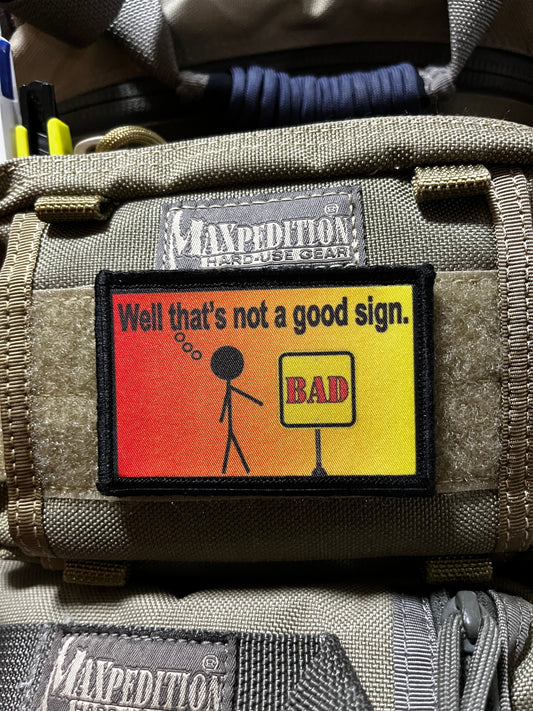 MAXPEDITION®
HARD-USE GEAR
Well that's not a good sign.
BAD
MAXPEDITION®